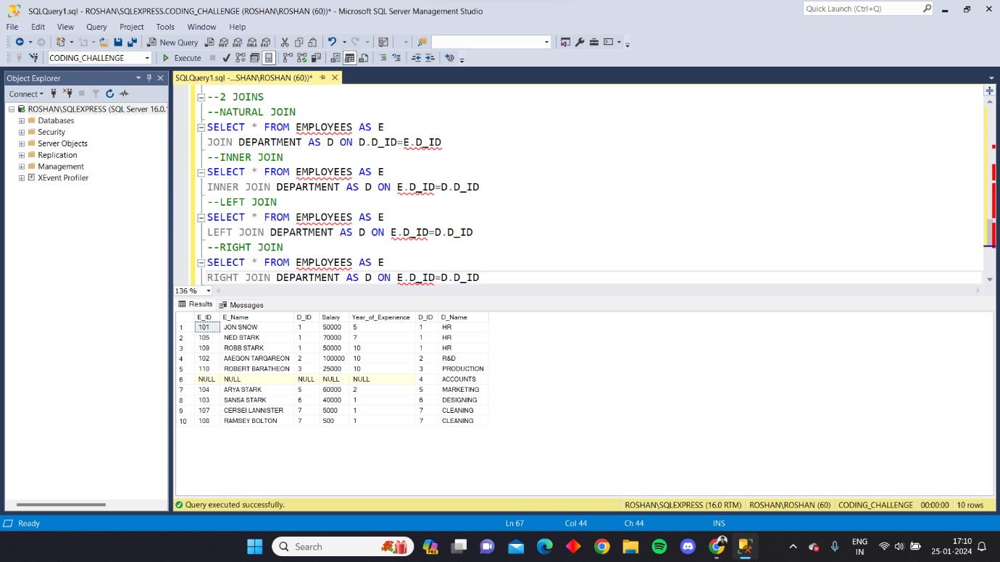 SQLQuery1.sql - ROSHAN\SQLEXPRESS.CODING_CHALLENGE (ROSHAN\ROSHAN (60))* - Microsoft SQL Server Management Studio
Quick Launch (Ctrl+Q)
File Edit View Query Project Tools Window Help
New Query
CODING_CHALLENGE Execute
Object Explorer
SQLQuery1.sql -...SHAN\ROSHAN (60))*
Connect
ROSHAN\SQLEXPRESS (SQL Server 16.0.
Databases
Security
Server Objects
Replication
Management
XEvent Profiler
--2 JOINS
--NATURAL JOIN
SELECT * FROM EMPLOYEES AS E
JOIN DEPARTMENT AS D ON D.D_ID=E.D_ID
--INNER JOIN
SELECT * FROM EMPLOYEES AS E
INNER JOIN DEPARTMENT AS D ON E.D_ID=D.D_ID
--LEFT JOIN
SELECT * FROM EMPLOYEES AS E
LEFT JOIN DEPARTMENT AS D ON E.D_ID=D.D_ID
--RIGHT JOIN
SELECT * FROM EMPLOYEES AS E
RIGHT JOIN DEPARTMENT AS D ON E.D_ID=D.D_ID
136 %
Results Messages
E_ID E_Name D_ID Salary Year_of_Experience D_ID D_Name
1 101 JON SNOW 1 50000 5 1 HR
2 105 NED STARK 1 70000 7 1 HR
3 109 ROBB STARK 1 50000 10 1 HR
4 102 AAEGON TARGAREON 2 100000 10 2 R&D
5 110 ROBERT BARATHEON 3 25000 10 3 PRODUCTION
6 NULL NULL NULL NULL NULL 4 ACCOUNTS
7 104 ARYA STARK 5 60000 2 5 MARKETING
8 103 SANSA STARK 6 40000 1 6 DESIGNING
9 107 CERSEI LANNISTER 7 5000 1 7 CLEANING
10 108 RAMSEY BOLTON 7 500 1 7 CLEANING
Query executed successfully. ROSHAN\SQLEXPRESS (16.0 RTM) ROSHAN\ROSHAN (60) CODING_CHALLENGE 00:00:00 10 rows
Ready Ln 67 Col 44 Ch 44 INS
Search
PRE
ENG
IN
17:10
25-01-2024